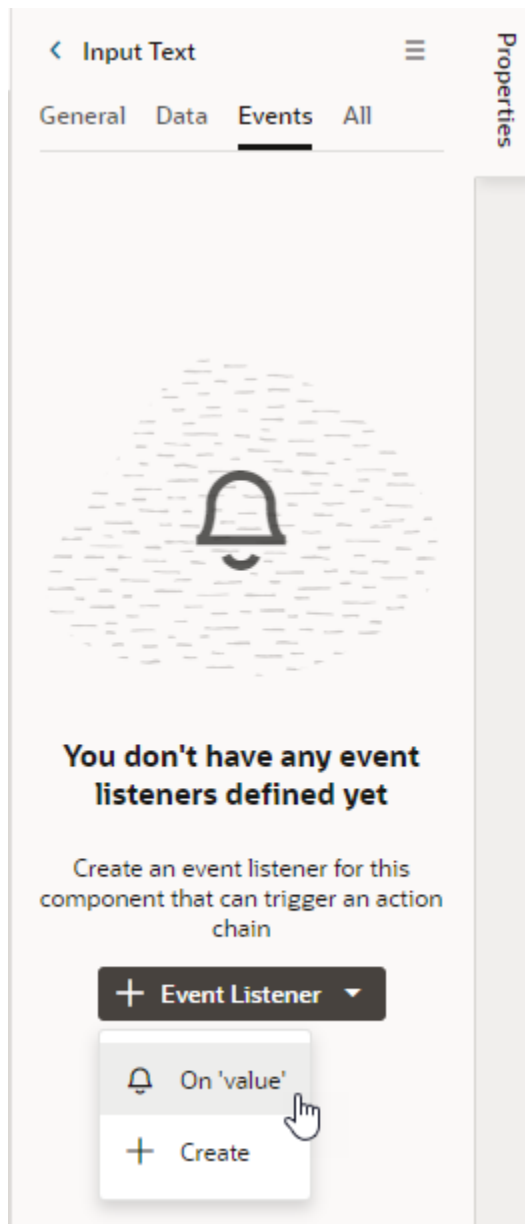 Input Text
Properties
General Data Events All
You don't have any event
listeners defined yet
Create an event listener for this
component that can trigger an action
chain
Event Listener
On 'value'
Create